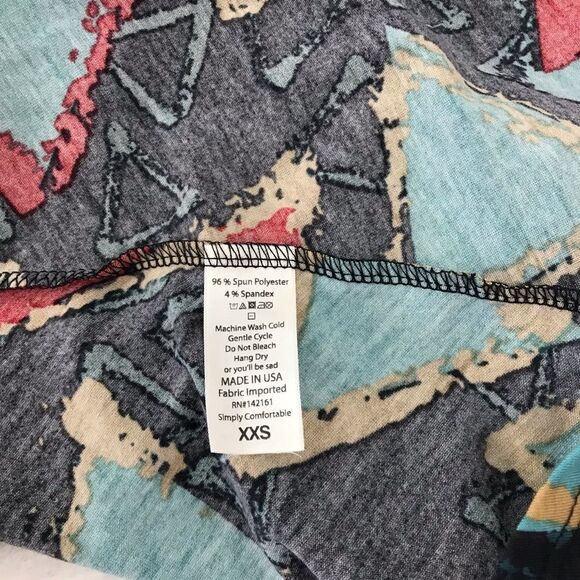 96 % Spun Polyester
4 % Spandex
Machine Wash Cold
Gentle Cycle
Do Not Bleach
Hang Dry
or you'll be sad
MADE IN USA
Fabric Imported
RN#142161
Simply Comfortable
XXS